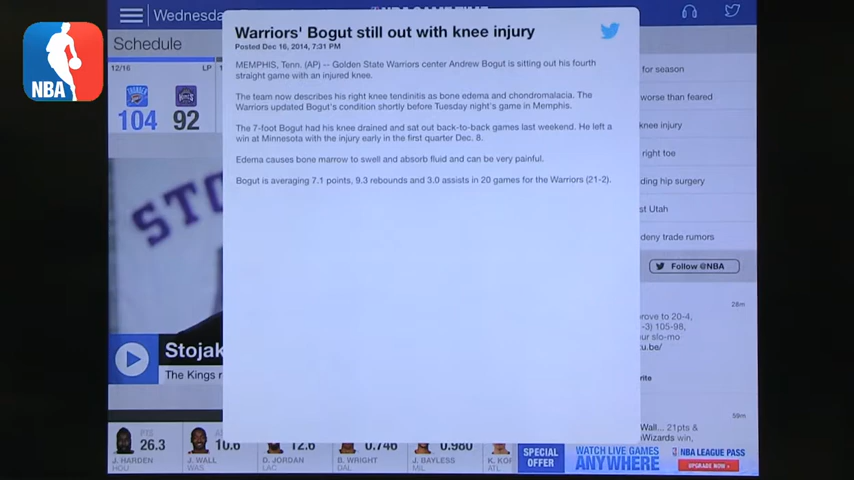 Wednesda
NBA GAME TIME
Warriors' Bogut still out with knee injury
Posted Dec 16, 2014, 7:31 PM
MEMPHIS, Tenn. (AP) -- Golden State Warriors center Andrew Bogut is sitting out his fourth
straight game with an injured knee.
The team now describes his right knee tendinitis as bone edema and chondromalacia. The
Warriors updated Bogut's condition shortly before Tuesday night's game in Memphis.
The 7-foot Bogut had his knee drained and sat out back-to-back games last weekend. He left a
win at Minnesota with the injury early in the first quarter Dec. 8.
Edema causes bone marrow to swell and absorb fluid and can be very painful.
Bogut is averaging 7.1 points, 9.3 rebounds and 3.0 assists in 20 games for the Warriors (21-2).
NBA
Schedule
12/16 LP
THUNDER KINGS
104 92
STO
Stojak
The Kings r
for season
worse than feared
knee injury
right toe
ding hip surgery
st Utah
deny trade rumors
Follow @NBA
28m
rove to 20-4,
-3) 105-98,
ur slo-mo
u.be/
rite
59m
Wall... 21pts &
Wizards win,
PTS
26.3
J. HARDEN
HOU
AS
10.6
J. WALL
WAS
12.6
D. JORDAN
LAC
0.746
B. WRIGHT
DAL
0.980
J. BAYLESS
MIL
K. KO
ATL
SPECIAL
OFFER
WATCH LIVE GAMES
ANYWHERE
NBA LEAGUE PASS
UPGRADE NOW